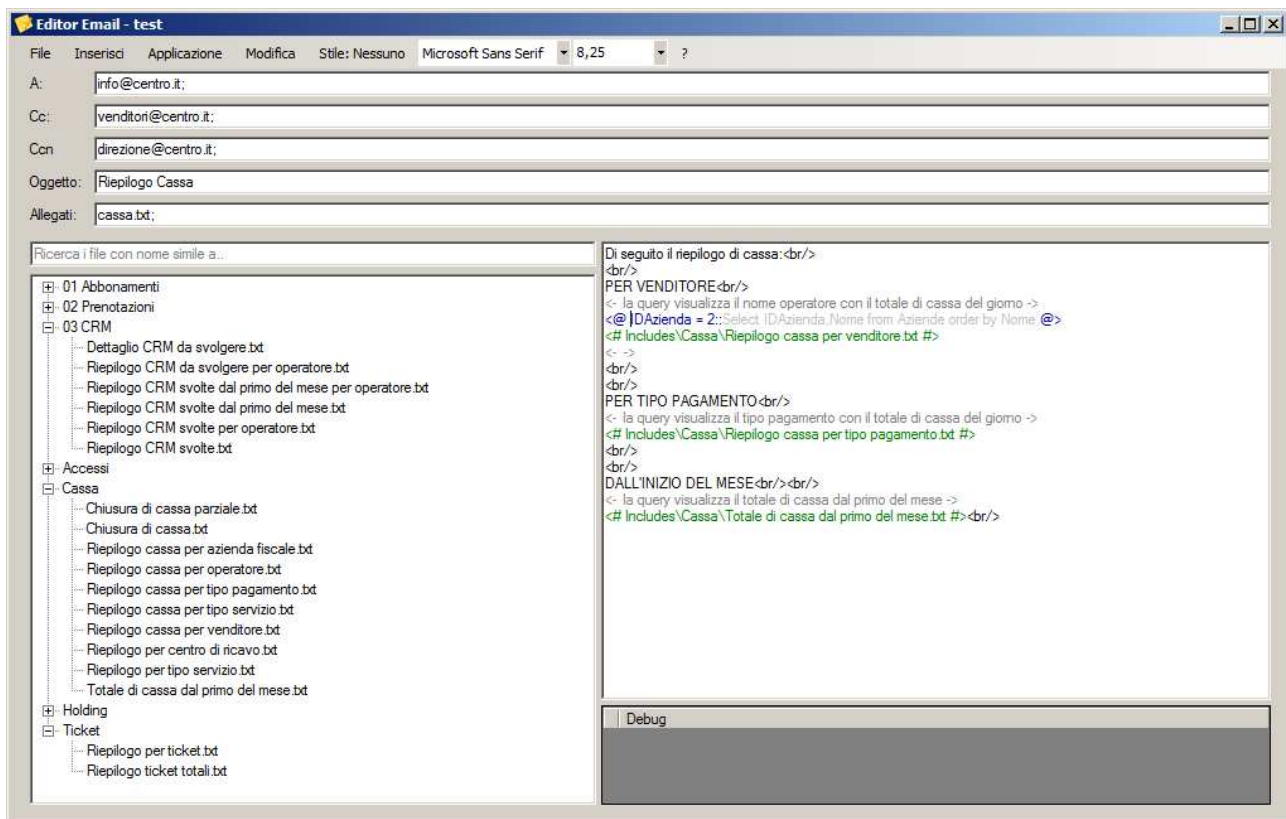 Editor Email - test
File Inserisci Applicazione Modifica Stile: Nessuno Microsoft Sans Serif 8,25 ?
A: info@centro.it;
Cc: venditori@centro.it;
Ccn direzione@centro.it;
Oggetto: Riepilogo Cassa
Allegati: cassa.txt;
Ricerca i file con nome simile a..
01 Abbonamenti
02 Prenotazioni
03 CRM
Dettaglio CRM da svolgere.txt
Riepilogo CRM da svolgere per operatore.txt
Riepilogo CRM svolte dal primo del mese per operatore.txt
Riepilogo CRM svolte dal primo del mese.txt
Riepilogo CRM svolte per operatore.txt
Riepilogo CRM svolte.txt
Accessi
Cassa
Chiusura di cassa parziale.txt
Chiusura di cassa.txt
Riepilogo cassa per azienda fiscale.txt
Riepilogo cassa per operatore.txt
Riepilogo cassa per tipo pagamento.txt
Riepilogo cassa per tipo servizio.txt
Riepilogo cassa per venditore.txt
Riepilogo per centro di ricavo.txt
Riepilogo per tipo servizio.txt
Totale di cassa dal primo del mese.txt
Holding
Ticket
Riepilogo per ticket.txt
Riepilogo ticket totali.txt
Di seguito il riepilogo di cassa:<br/>
<br/>
PER VENDITORE<br/>
<- la query visualizza il nome operatore con il totale di cassa del giorno ->
<@ IDAzienda = 2::Select IDAzienda,Nome from Aziende order by Nome @>
<# Includes\Cassa\Riepilogo cassa per venditore.txt #>
<- ->
<br/>
<br/>
PER TIPO PAGAMENTO<br/>
<- la query visualizza il tipo pagamento con il totale di cassa del giorno ->
<# Includes\Cassa\Riepilogo cassa per tipo pagamento.txt #>
<br/>
<br/>
DALL'INIZIO DEL MESE<br/><br/>
<- la query visualizza il totale di cassa dal primo del mese ->
<# Includes\Cassa\Totale di cassa dal primo del mese.txt #><br/>
Debug